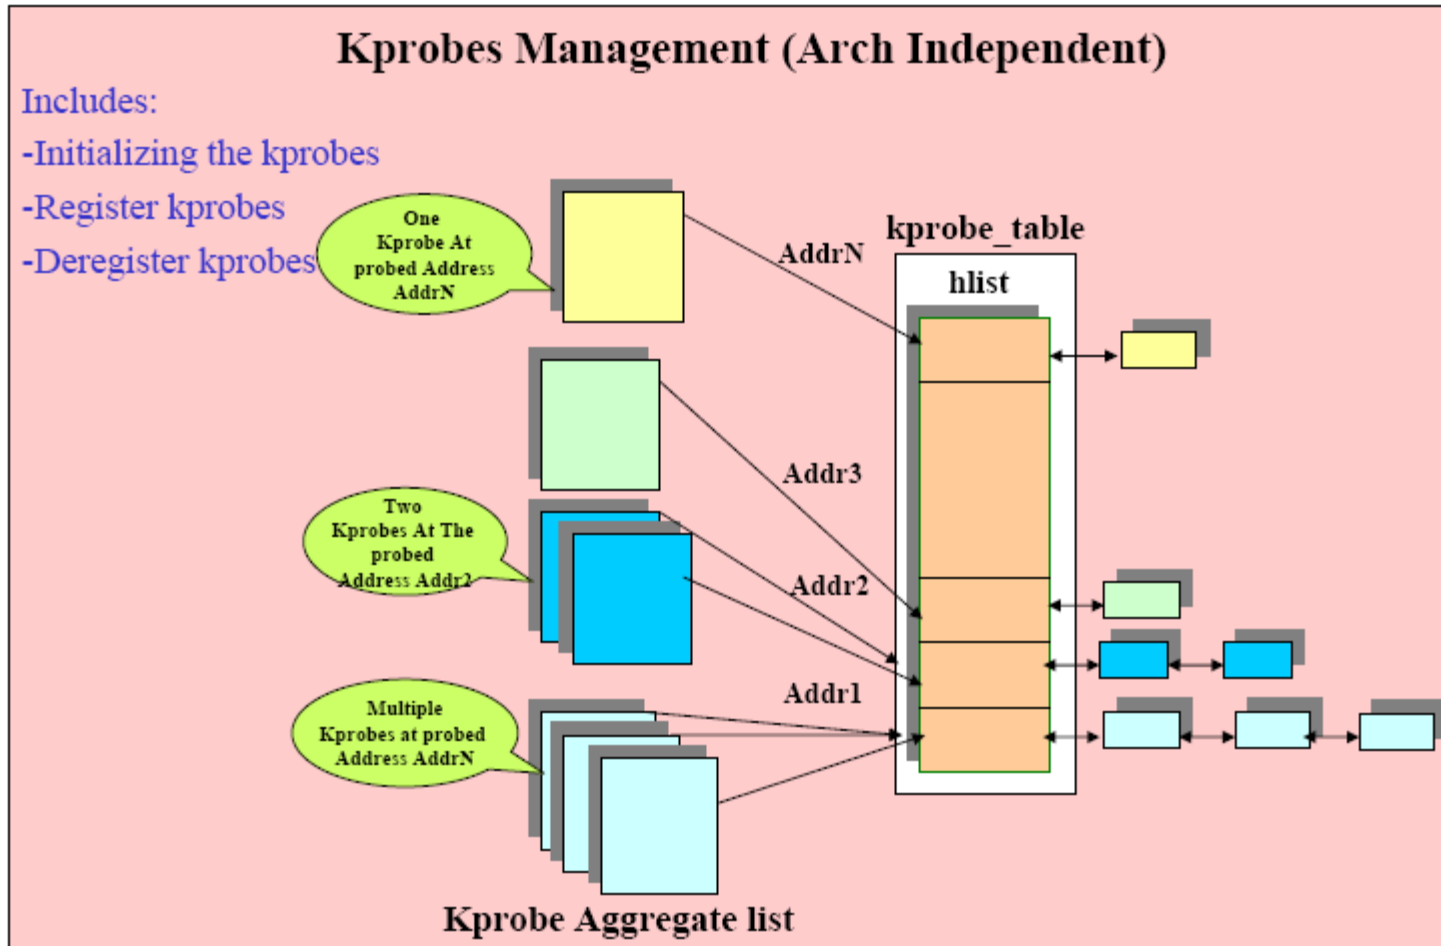 Kprobes Management (Arch Independent)
Includes:
-Initializing the kprobes
-Register kprobes
-Deregister kprobes
One
Kprobe At
probed Address
AddrN
AddrN
kprobe_table
hlist
Addr3
Two
Kprobes At The
probed
Address Addr2
Addr2
Addr1
Multiple
Kprobes at probed
Address AddrN
Kprobe Aggregate list